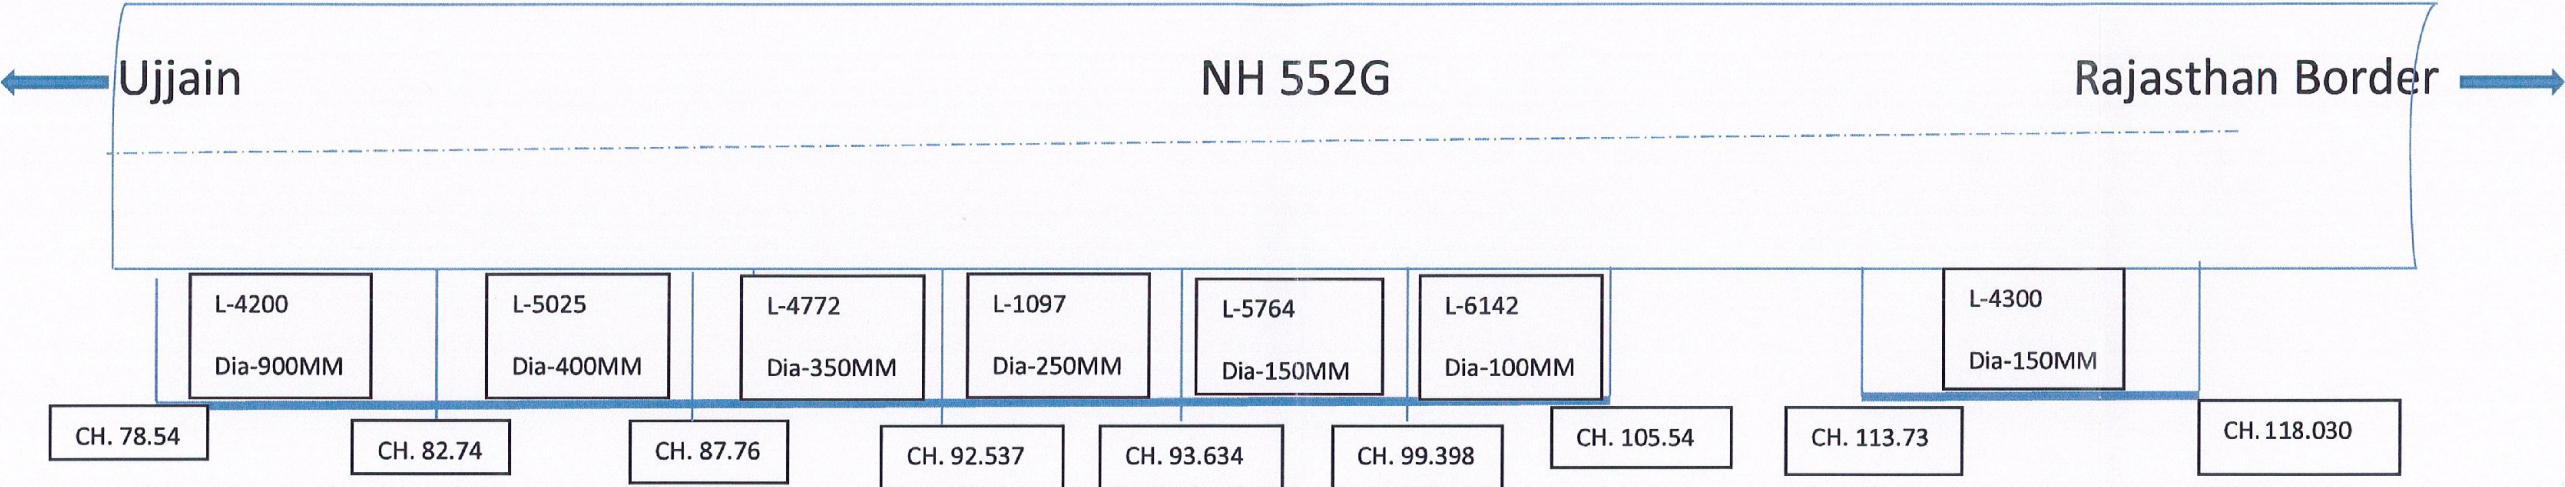 Ujjain
NH 552G
Rajasthan Border
L-4200
Dia-900MM
L-5025
Dia-400MM
L-4772
Dia-350MM
L-1097
Dia-250MM
L-5764
Dia-150MM
L-6142
Dia-100MM
L-4300
Dia-150MM
CH. 78.54
CH. 82.74
CH. 87.76
CH. 92.537
CH. 93.634
CH. 99.398
CH. 105.54
CH. 113.73
CH. 118.030